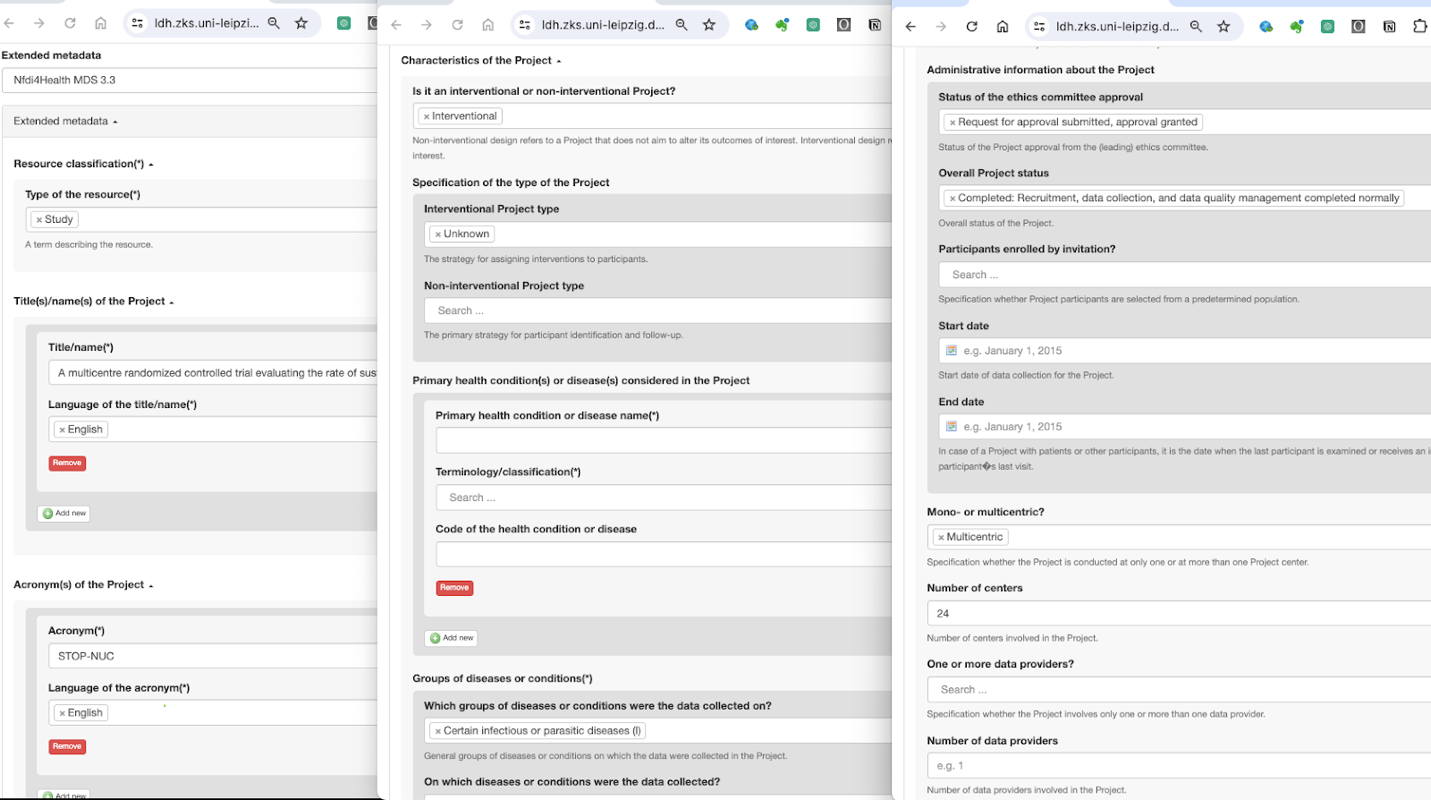 ldh.zks.uni-leipzi...
Extended metadata
Nfdi4Health MDS 3.3
Extended metadata
Resource classification(*)
Type of the resource(*)
× Study
A term describing the resource.
Title(s)/name(s) of the Project
Title/name(*)
A multicentre randomized controlled trial evaluating the rate of sus
Language of the title/name(*)
× English
Remove
Add new
Acronym(s) of the Project
Acronym(*)
STOP-NUC
Language of the acronym(*)
× English
Remove
Add new
ldh.zks.uni-leipzig.d...
Characteristics of the Project
Is it an interventional or non-interventional Project?
× Interventional
Non-interventional design refers to a Project that does not aim to alter its outcomes of interest. Interventional design r
interest.
Specification of the type of the Project
Interventional Project type
× Unknown
The strategy for assigning interventions to participants.
Non-interventional Project type
Search ...
The primary strategy for participant identification and follow-up.
Primary health condition(s) or disease(s) considered in the Project
Primary health condition or disease name(*)
Terminology/classification(*)
Search ...
Code of the health condition or disease
Remove
Add new
Groups of diseases or conditions(*)
Which groups of diseases or conditions were the data collected on?
× Certain infectious or parasitic diseases (I)
General groups of diseases or conditions on which the data were collected in the Project.
On which diseases or conditions were the data collected?
ldh.zks.uni-leipzig.d...
Administrative information about the Project
Status of the ethics committee approval
× Request for approval submitted, approval granted
Status of the Project approval from the (leading) ethics committee.
Overall Project status
× Completed: Recruitment, data collection, and data quality management completed normally
Overall status of the Project.
Participants enrolled by invitation?
Search ...
Specification whether Project participants are selected from a predetermined population.
Start date
e.g. January 1, 2015
Start date of data collection for the Project.
End date
e.g. January 1, 2015
In case of a Project with patients or other participants, it is the date when the last participant is examined or receives an i
participant�s last visit.
Mono- or multicentric?
× Multicentric
Specification whether the Project is conducted at only one or at more than one Project center.
Number of centers
24
Number of centers involved in the Project.
One or more data providers?
Search ...
Specification whether the Project involves only one or more than one data provider.
Number of data providers
e.g. 1
Number of data providers involved in the Project.